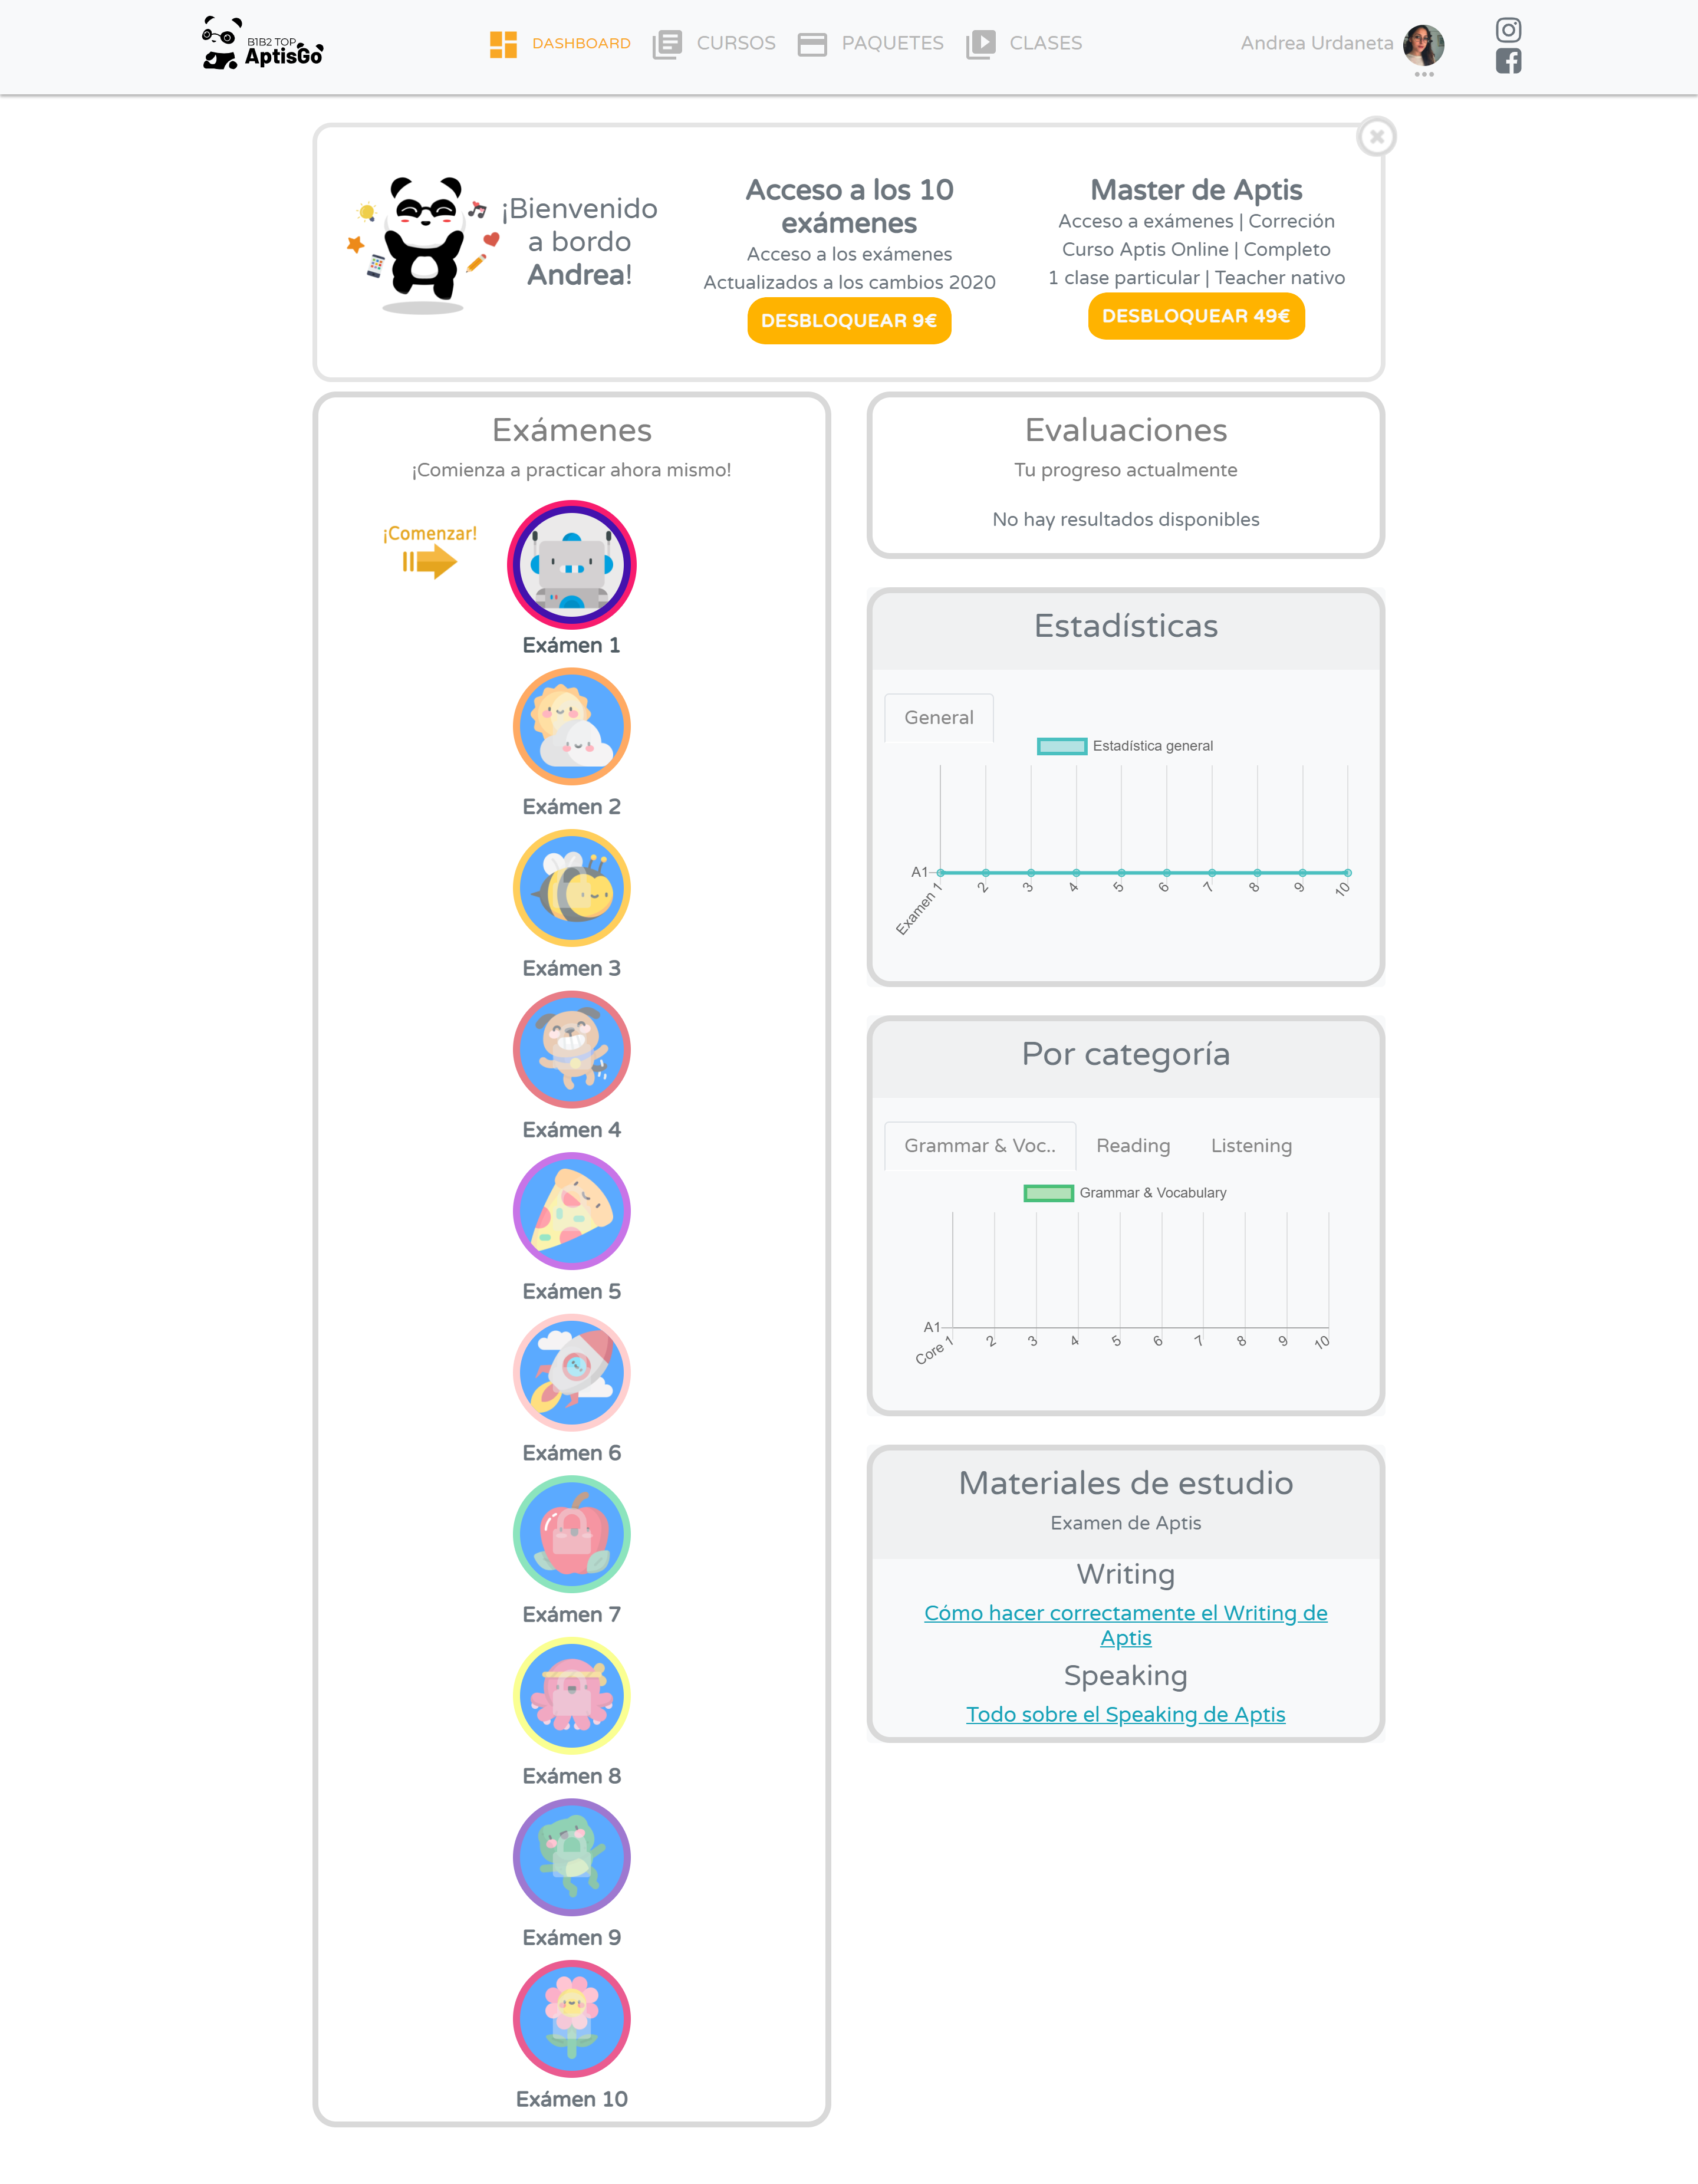 B1B2 TOP
AptisGo
DASHBOARD
CURSOS
PAQUETES
CLASES
Andrea Urdaneta
¡Bienvenido
a bordo
Andrea!
Acceso a los 10
exámenes
Acceso a los exámenes
Actualizados a los cambios 2020
DESBLOQUEAR 9€
Master de Aptis
Acceso a exámenes | Correción
Curso Aptis Online | Completo
1 clase particular | Teacher nativo
DESBLOQUEAR 49€
Exámenes
¡Comienza a practicar ahora mismo!
¡Comenzar!
Exámen 1
Exámen 2
Exámen 3
Exámen 4
Exámen 5
Exámen 6
Exámen 7
Exámen 8
Exámen 9
Exámen 10
Evaluaciones
Tu progreso actualmente
No hay resultados disponibles
Estadísticas
General
Estadística general
A1
Examen 1
2
3
4
5
6
7
8
9
10
Por categoría
Grammar & Voc..
Reading
Listening
Grammar & Vocabulary
A1
Core 1
2
3
4
5
6
7
8
9
10
Materiales de estudio
Examen de Aptis
Writing
Cómo hacer correctamente el Writing de
Aptis
Speaking
Todo sobre el Speaking de Aptis